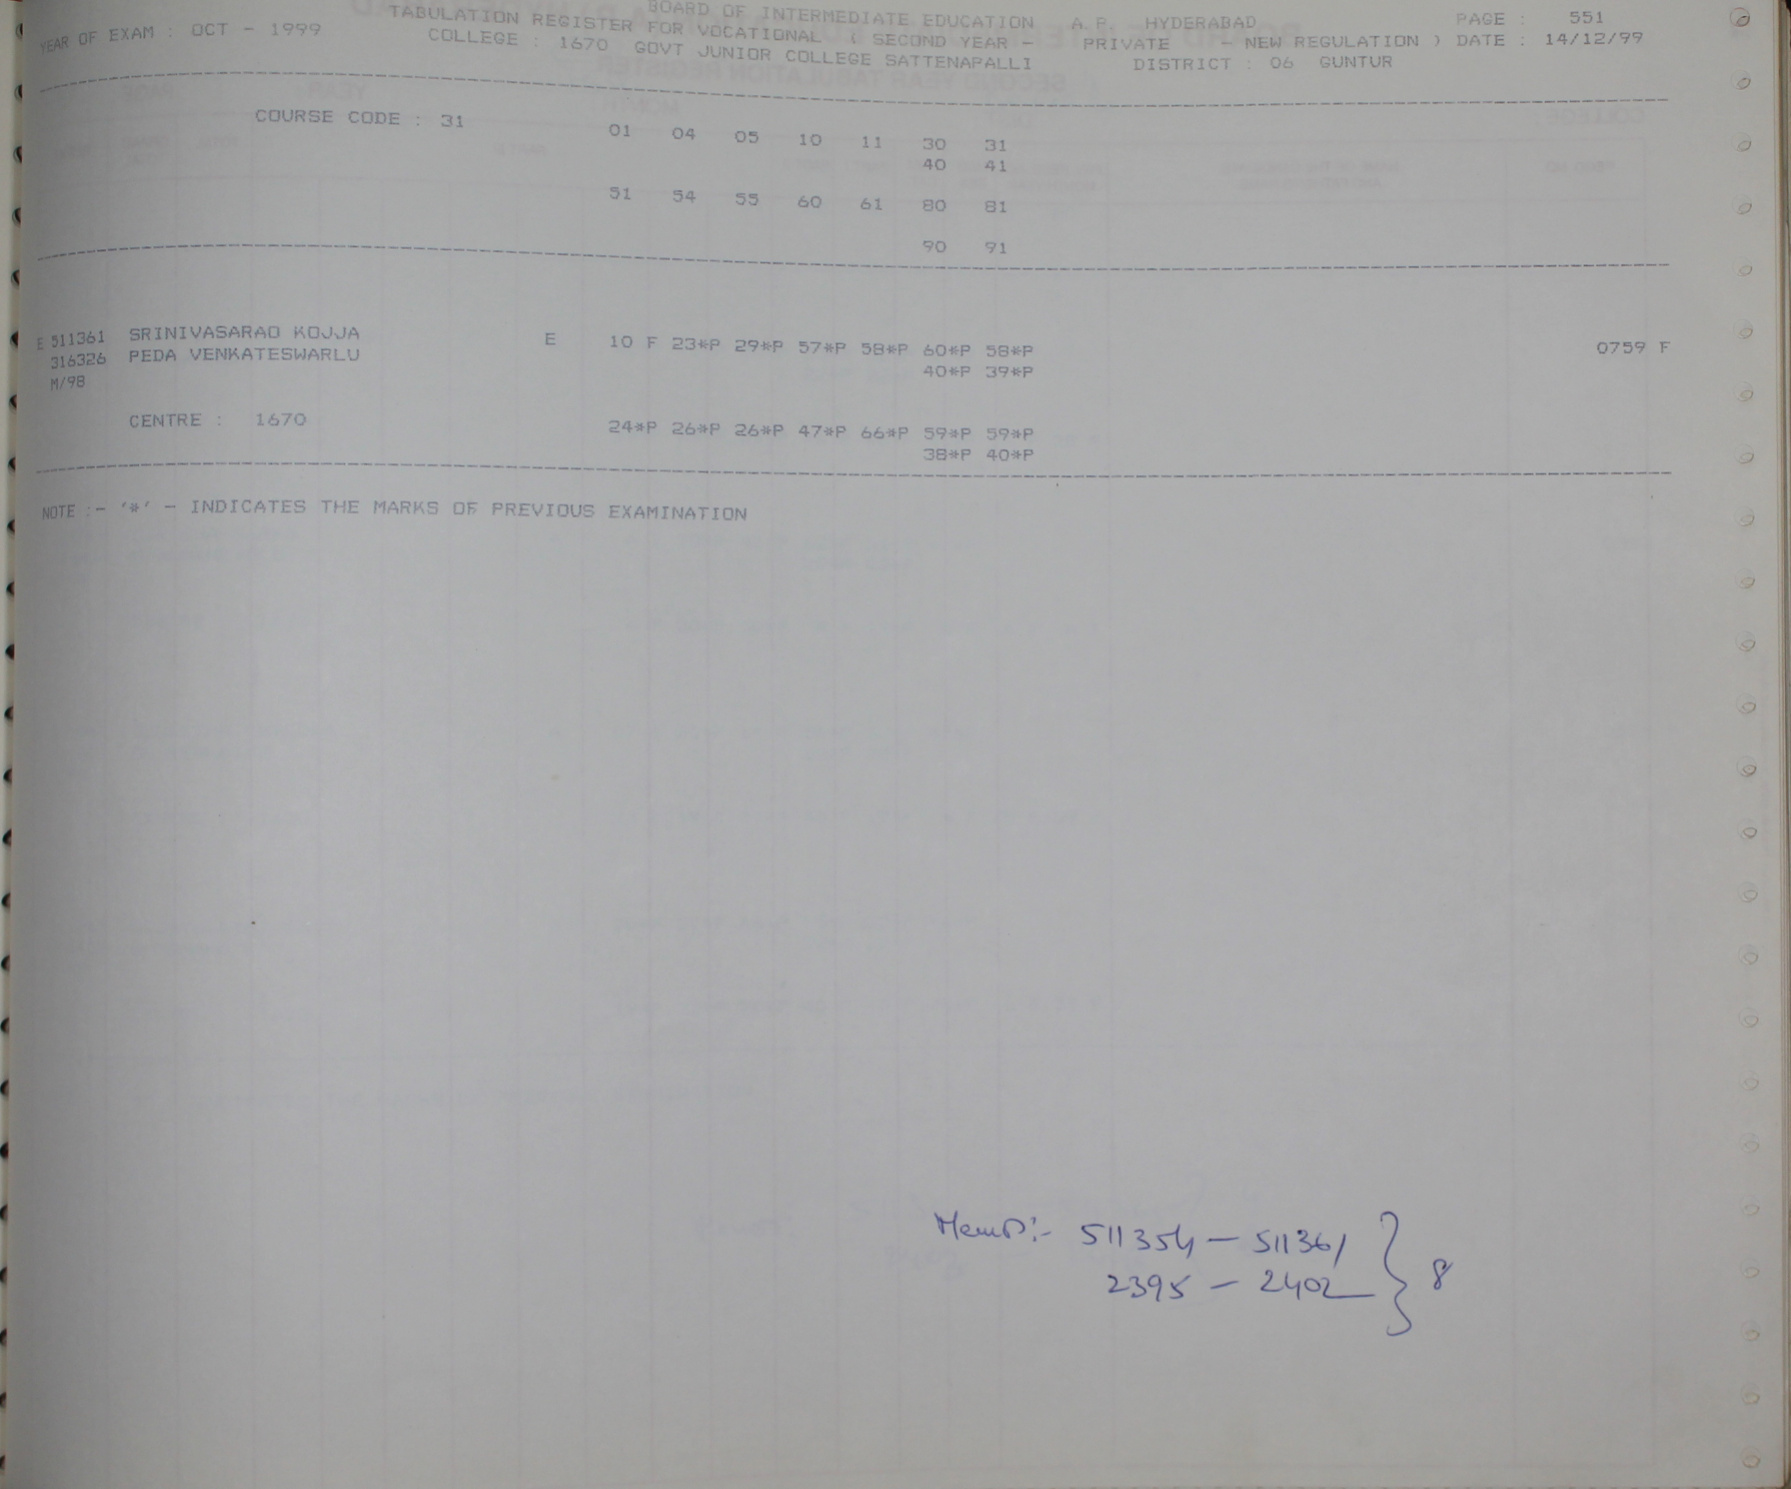 BOARD OF INTERMEDIATE EDUCATION A.P. HYDERABAD PAGE : 551
YEAR OF EXAM : OCT - 1999 TABULATION REGISTER FOR VOCATIONAL ( SECOND YEAR - PRIVATE - NEW REGULATION ) DATE : 14/12/99
COLLEGE : 1670 GOVT JUNIOR COLLEGE SATTENAPALLI DISTRICT : 06 GUNTUR
COURSE CODE : 31 01 04 05 10 11 30 31
40 41
51 54 55 60 61 80 81
90 91
E 511361 SRINIVASARAO KOJJA E 10 F 23*P 29*P 57*P 58*P 60*P 58*P 0759 F
316326 PEDA VENKATESWARLU 40*P 39*P
M/98
CENTRE : 1670 24*P 26*P 26*P 47*P 66*P 59*P 59*P
38*P 40*P
NOTE :- '*' - INDICATES THE MARKS OF PREVIOUS EXAMINATION
511354 - 511361
2395 - 2402 } 8